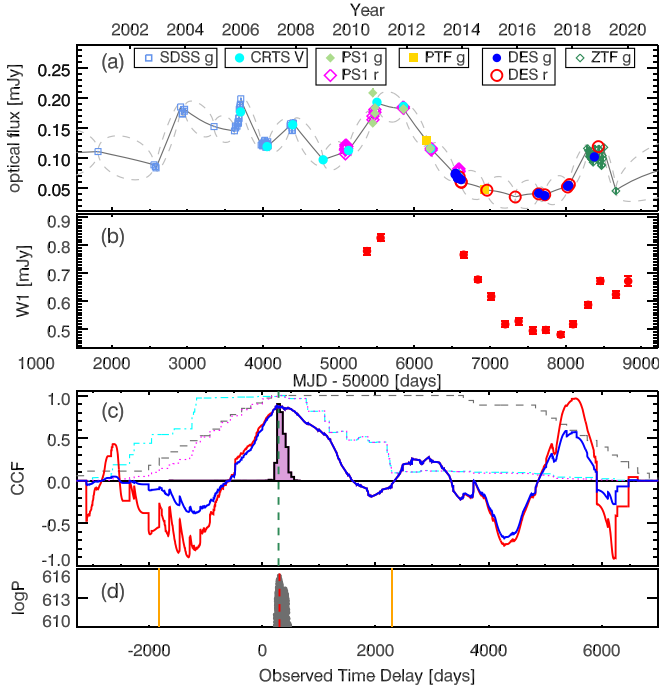 Year
2002 2004 2006 2008 2010 2012 2014 2016 2018 2020
(a)
SDSS g
CRTS V
PS1 g
PS1 r
PTF g
DES g
DES r
ZTF g
optical flux [mJy]
0.25
0.20
0.15
0.10
0.05
(b)
W1 [mJy]
0.9
0.8
0.7
0.6
0.5
1000 2000 3000 4000 5000 6000 7000 8000 9000
MJD - 50000 [days]
(c)
CCF
1.0
0.5
0.0
-0.5
-1.0
(d)
logP
616
613
610
-2000 0 2000 4000 6000
Observed Time Delay [days]